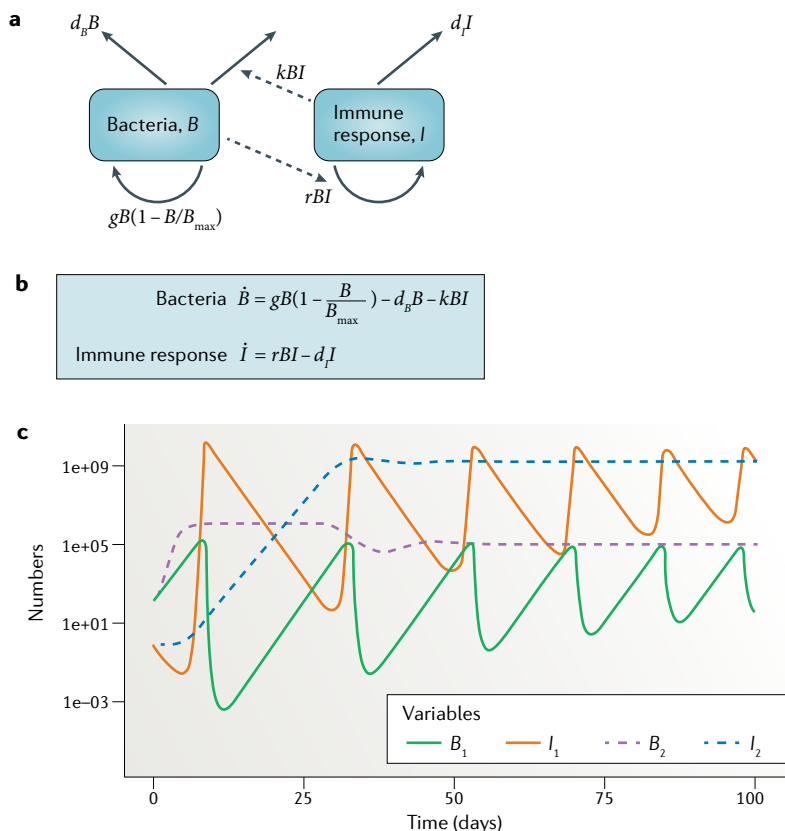 a
d_B B
d_I I
kBI
Bacteria, B
Immune
response, I
rBI
gB(1 – B/B_max)
b
Bacteria Ḃ = gB(1 – B/B_max) – d_B B – kBI
Immune response İ = rBI – d_I I
c
Numbers
1e+09
1e+05
1e+01
1e–03
Variables
B_1 I_1 B_2 I_2
0 25 50 75 100
Time (days)